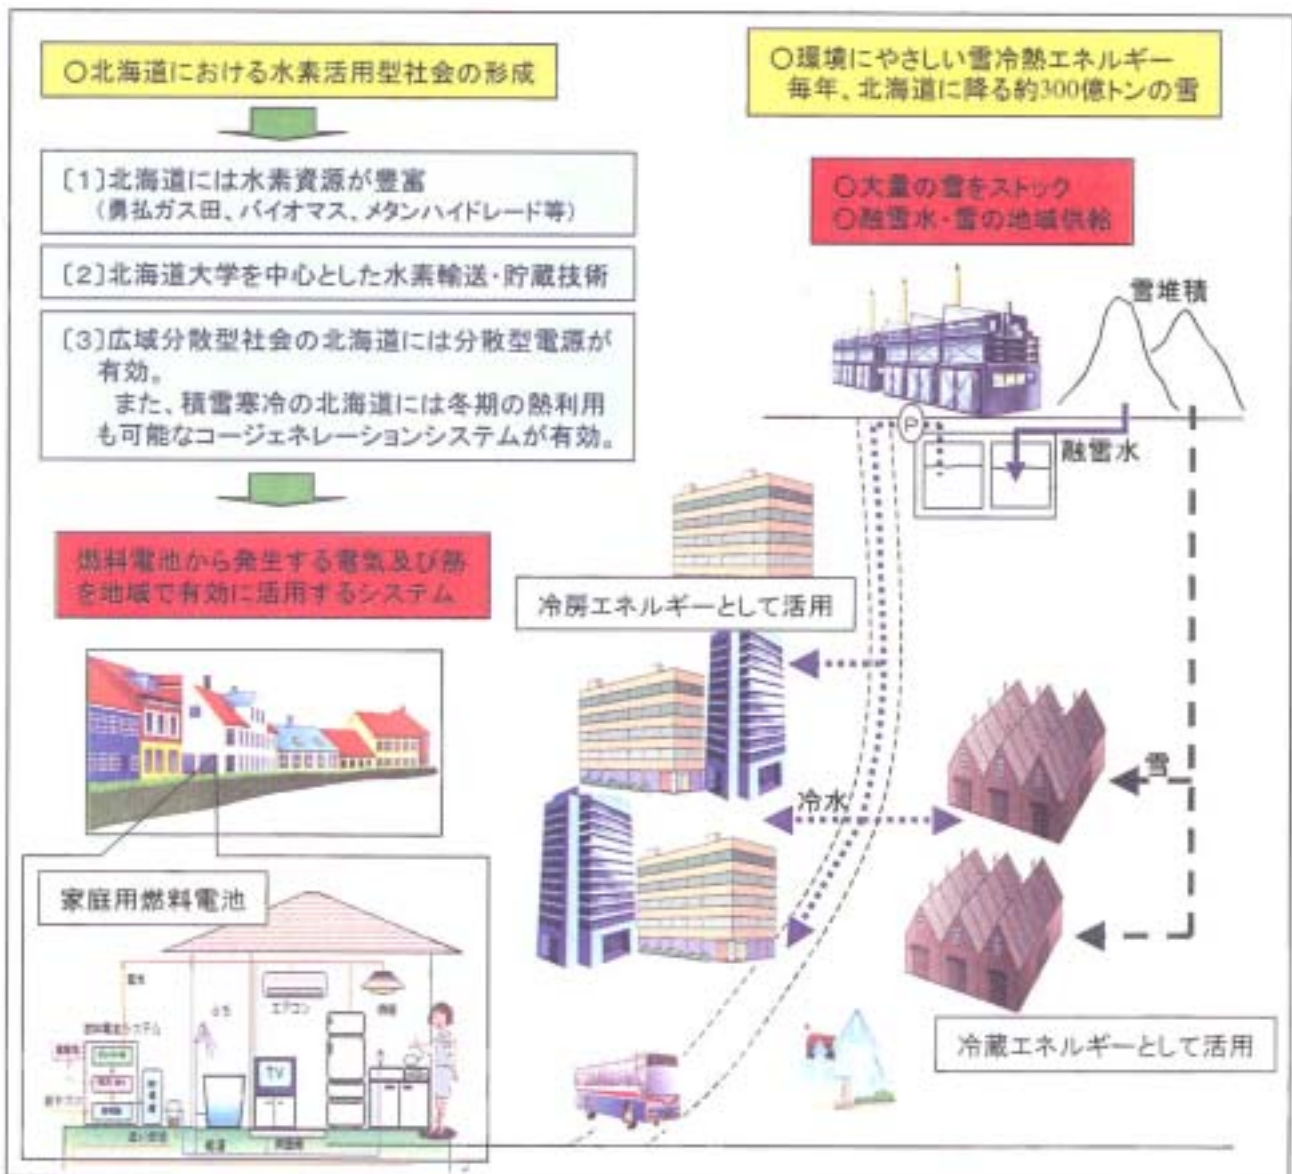 ○北海道における水素活用型社会の形成
〔1〕北海道には水素資源が豊富
（勇払ガス田、バイオマス、メタンハイドレード等）
〔2〕北海道大学を中心とした水素輸送・貯蔵技術
〔3〕広域分散型社会の北海道には分散型電源が
有効。
また、積雪寒冷の北海道には冬期の熱利用
も可能なコージェネレーションシステムが有効。
燃料電池から発生する電気及び熱
を地域で有効に活用するシステム
家庭用燃料電池
エアコン
燃料電池システム
TV
○環境にやさしい雪冷熱エネルギー
毎年、北海道に降る約300億トンの雪
○大量の雪をストック
○融雪水・雪の地域供給
雪堆積
P
融雪水
冷房エネルギーとして活用
雪
冷水
冷蔵エネルギーとして活用